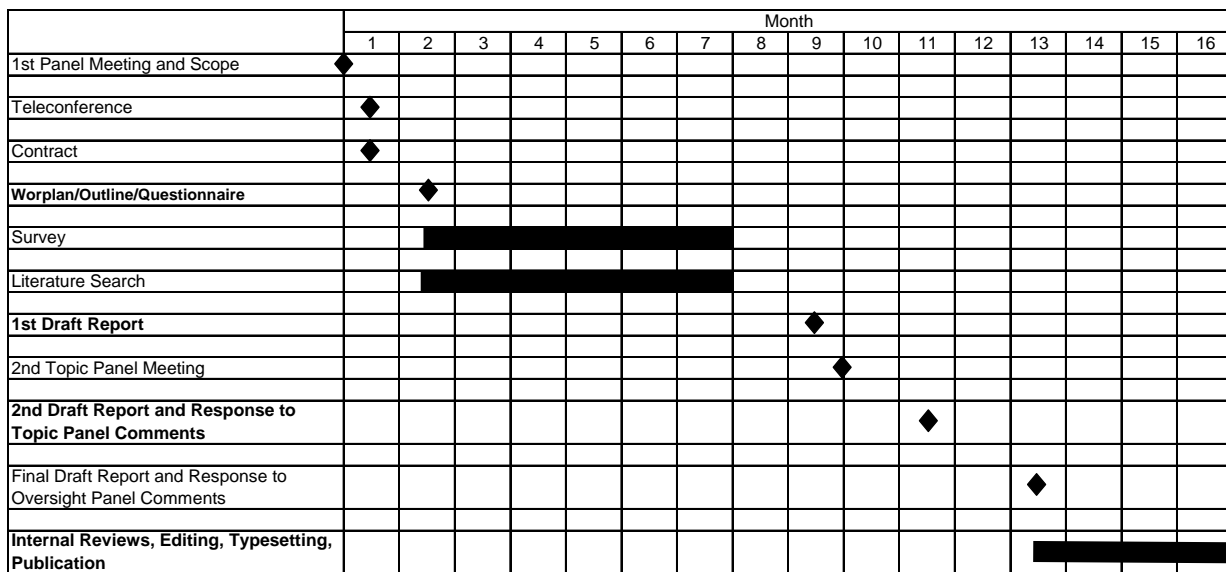 Month
1 2 3 4 5 6 7 8 9 10 11 12 13 14 15 16
1st Panel Meeting and Scope
Teleconference
Contract
Worplan/Outline/Questionnaire
Survey
Literature Search
1st Draft Report
2nd Topic Panel Meeting
2nd Draft Report and Response to
Topic Panel Comments
Final Draft Report and Response to
Oversight Panel Comments
Internal Reviews, Editing, Typesetting,
Publication